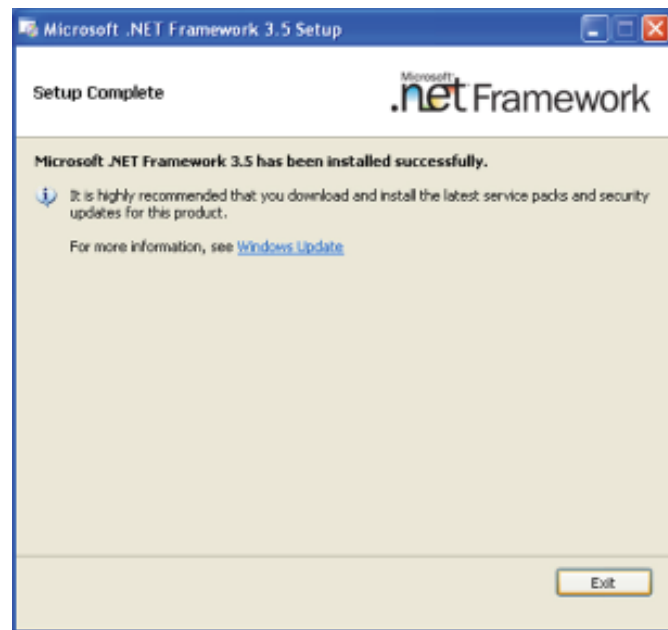 Microsoft .NET Framework 3.5 Setup
Setup Complete
Microsoft
.net Framework
Microsoft .NET Framework 3.5 has been installed successfully.
It is highly recommended that you download and install the latest service packs and security
updates for this product.
For more information, see Windows Update
Exit